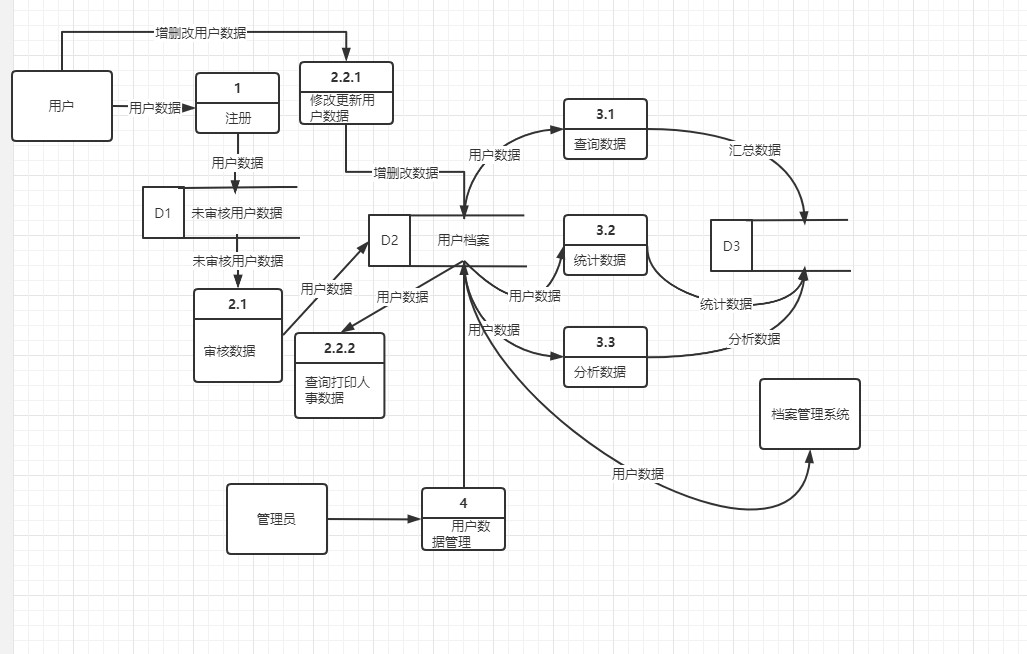 增删改用户数据
用户
用户数据
1
注册
2.2.1
修改更新用
户数据
3.1
查询数据
用户数据
汇总数据
用户数据
增删改数据
D1
未审核用户数据
D2
用户档案
3.2
统计数据
D3
未审核用户数据
2.1
审核数据
用户数据
用户数据
用户数据
统计数据
用户数据
3.3
分析数据
分析数据
2.2.2
查询打印人
事数据
档案管理系统
用户数据
管理员
4
用户数
据管理